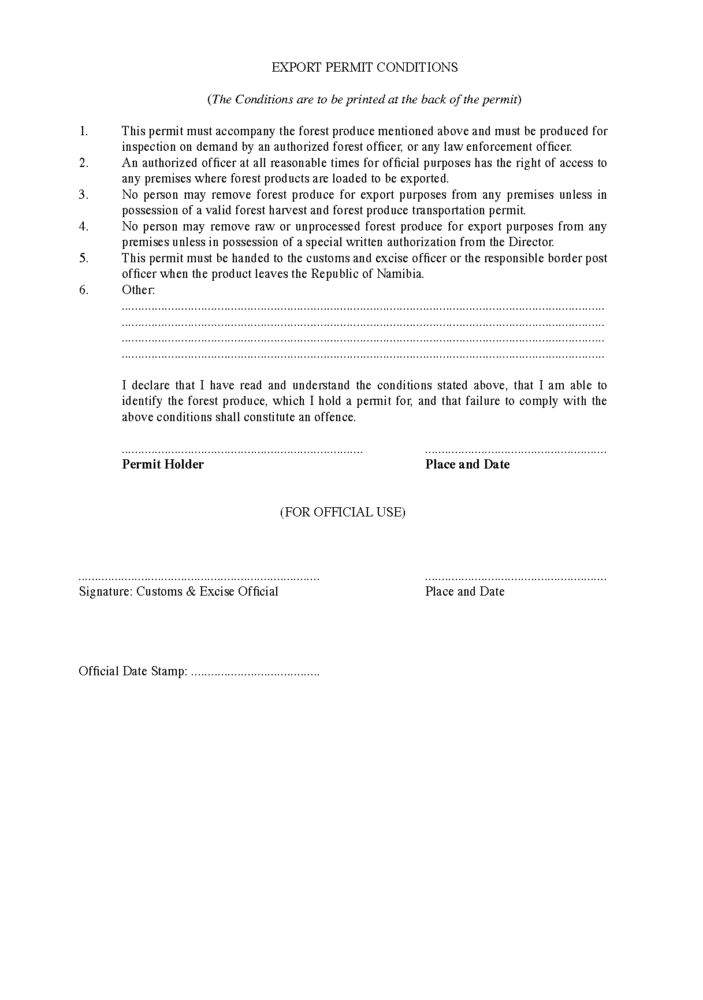 EXPORT PERMIT CONDITIONS
(The Conditions are to be printed at the back of the permit)
1. This permit must accompany the forest produce mentioned above and must be produced for
inspection on demand by an authorized forest officer, or any law enforcement officer.
2. An authorized officer at all reasonable times for official purposes has the right of access to
any premises where forest products are loaded to be exported.
3. No person may remove forest produce for export purposes from any premises unless in
possession of a valid forest harvest and forest produce transportation permit.
4. No person may remove raw or unprocessed forest produce for export purposes from any
premises unless in possession of a special written authorization from the Director.
5. This permit must be handed to the customs and excise officer or the responsible border post
officer when the product leaves the Republic of Namibia.
6. Other:
..................................................................................................................................................
..................................................................................................................................................
..................................................................................................................................................
..................................................................................................................................................
I declare that I have read and understand the conditions stated above, that I am able to
identify the forest produce, which I hold a permit for, and that failure to comply with the
above conditions shall constitute an offence.
......................................................................... .......................................................
Permit Holder Place and Date
(FOR OFFICIAL USE)
......................................................................... .......................................................
Signature: Customs & Excise Official Place and Date
Official Date Stamp: .......................................